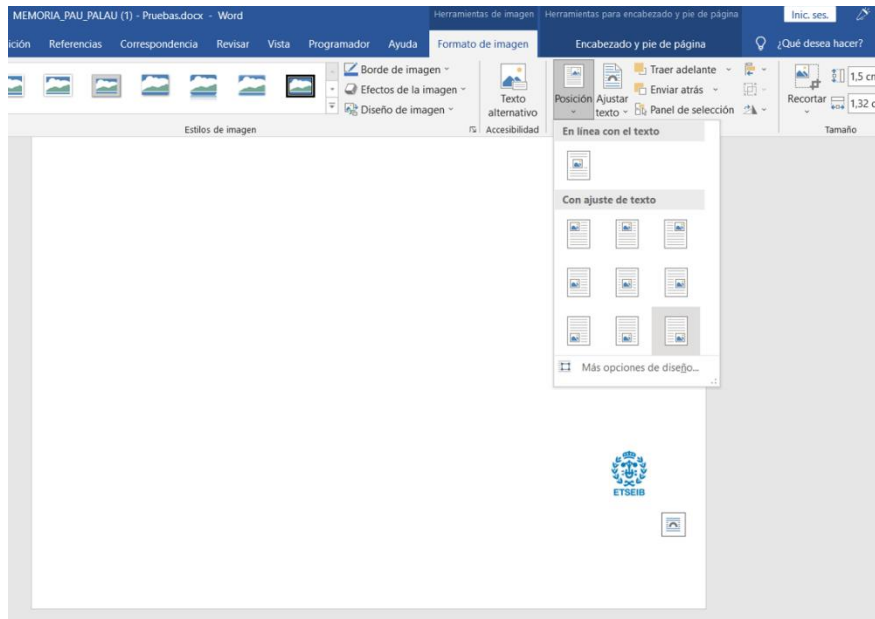 MEMORIA_PAU_PALAU (1) - Pruebas.docx - Word
Herramientas de imagen
Herramientas para encabezado y pie de página
Inic. ses.
ición Referencias Correspondencia Revisar Vista Programador Ayuda Formato de imagen Encabezado y pie de página ¿Qué desea hacer?
Borde de imagen
Efectos de la imagen
Diseño de imagen
Estilos de imagen
Texto
alternativo
Accesibilidad
Posición
Ajustar
texto
Traer adelante
Enviar atrás
Panel de selección
Recortar
1,5 cm
1,32 c
Tamaño
En línea con el texto
Con ajuste de texto
Más opciones de diseño...
ETSEIB